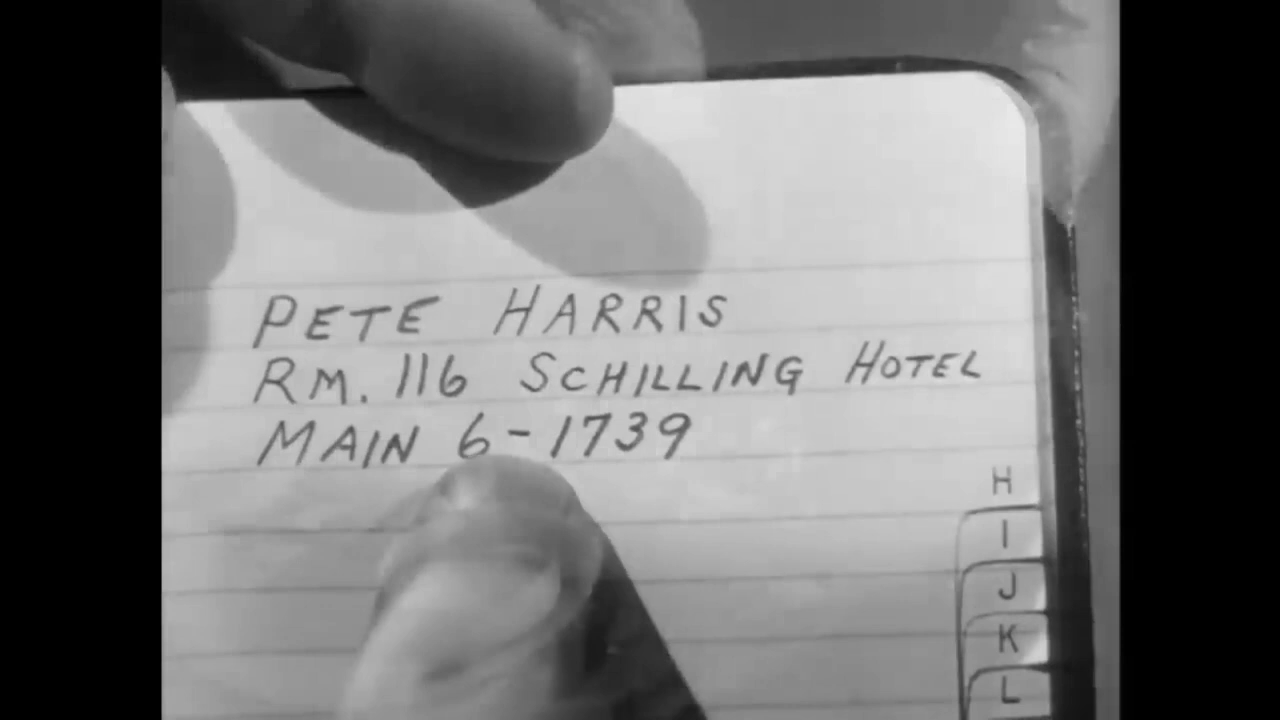 PETE HARRIS
RM. 116 SCHILLING HOTEL
MAIN 6-1739
H
I
J
K
L